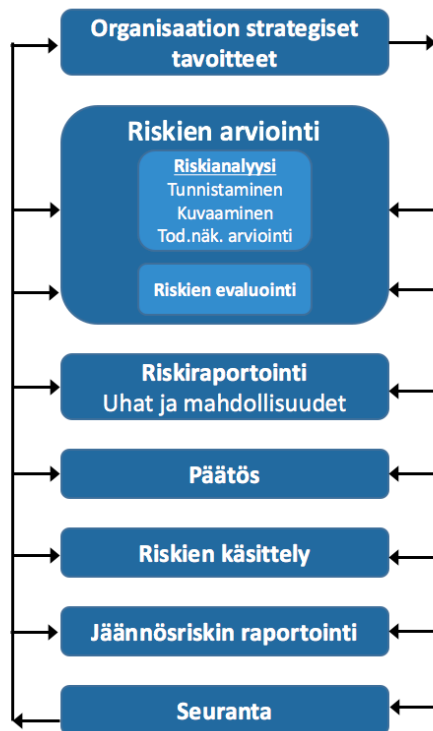 Organisaation strategiset
tavoitteet
Riskien arviointi
Riskianalyysi
Tunnistaminen
Kuvaaminen
Tod.näk. arviointi
Riskien evaluointi
Riskiraportointi
Uhat ja mahdollisuudet
Päätös
Riskien käsittely
Jäännösriskin raportointi
Seuranta